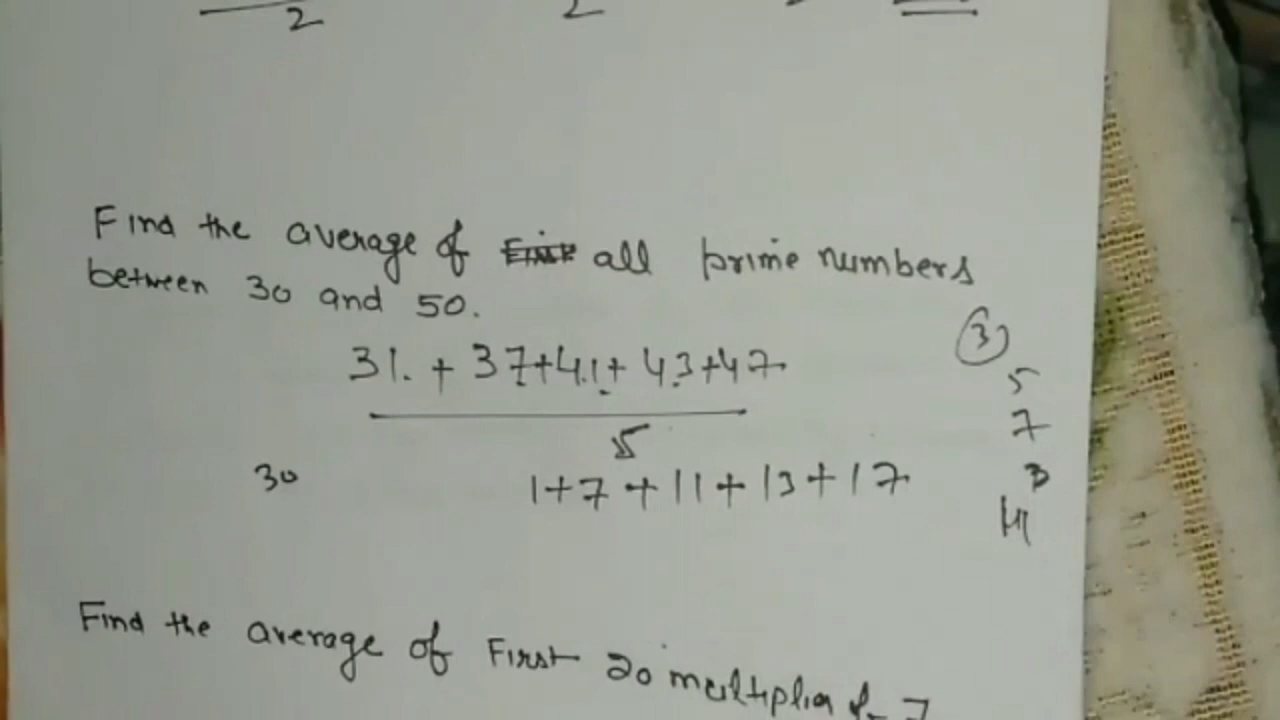 2 2
Find the average of all prime numbers
between 30 and 50.
31. + 37+41+ 43+47
5
30 1+7+11+13+17
3
5
7
3
Find the average of First 20 multiples of 7